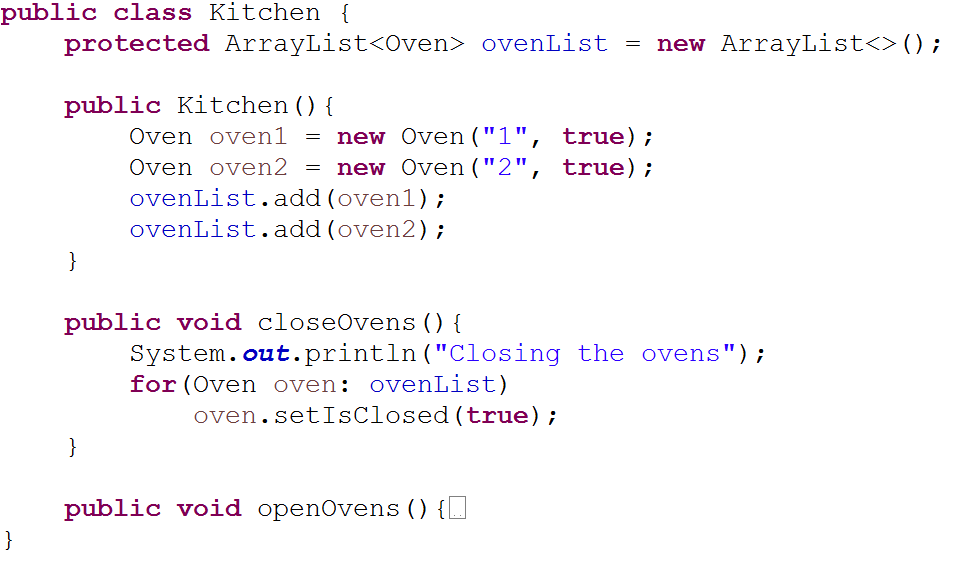 public class Kitchen {
    protected ArrayList<Oven> ovenList = new ArrayList<>();

    public Kitchen(){
        Oven oven1 = new Oven("1", true);
        Oven oven2 = new Oven("2", true);
        ovenList.add(oven1);
        ovenList.add(oven2);
    }

    public void closeOvens(){
        System.out.println("Closing the ovens");
        for(Oven oven: ovenList)
            oven.setIsClosed(true);
    }

    public void openOvens(){
}